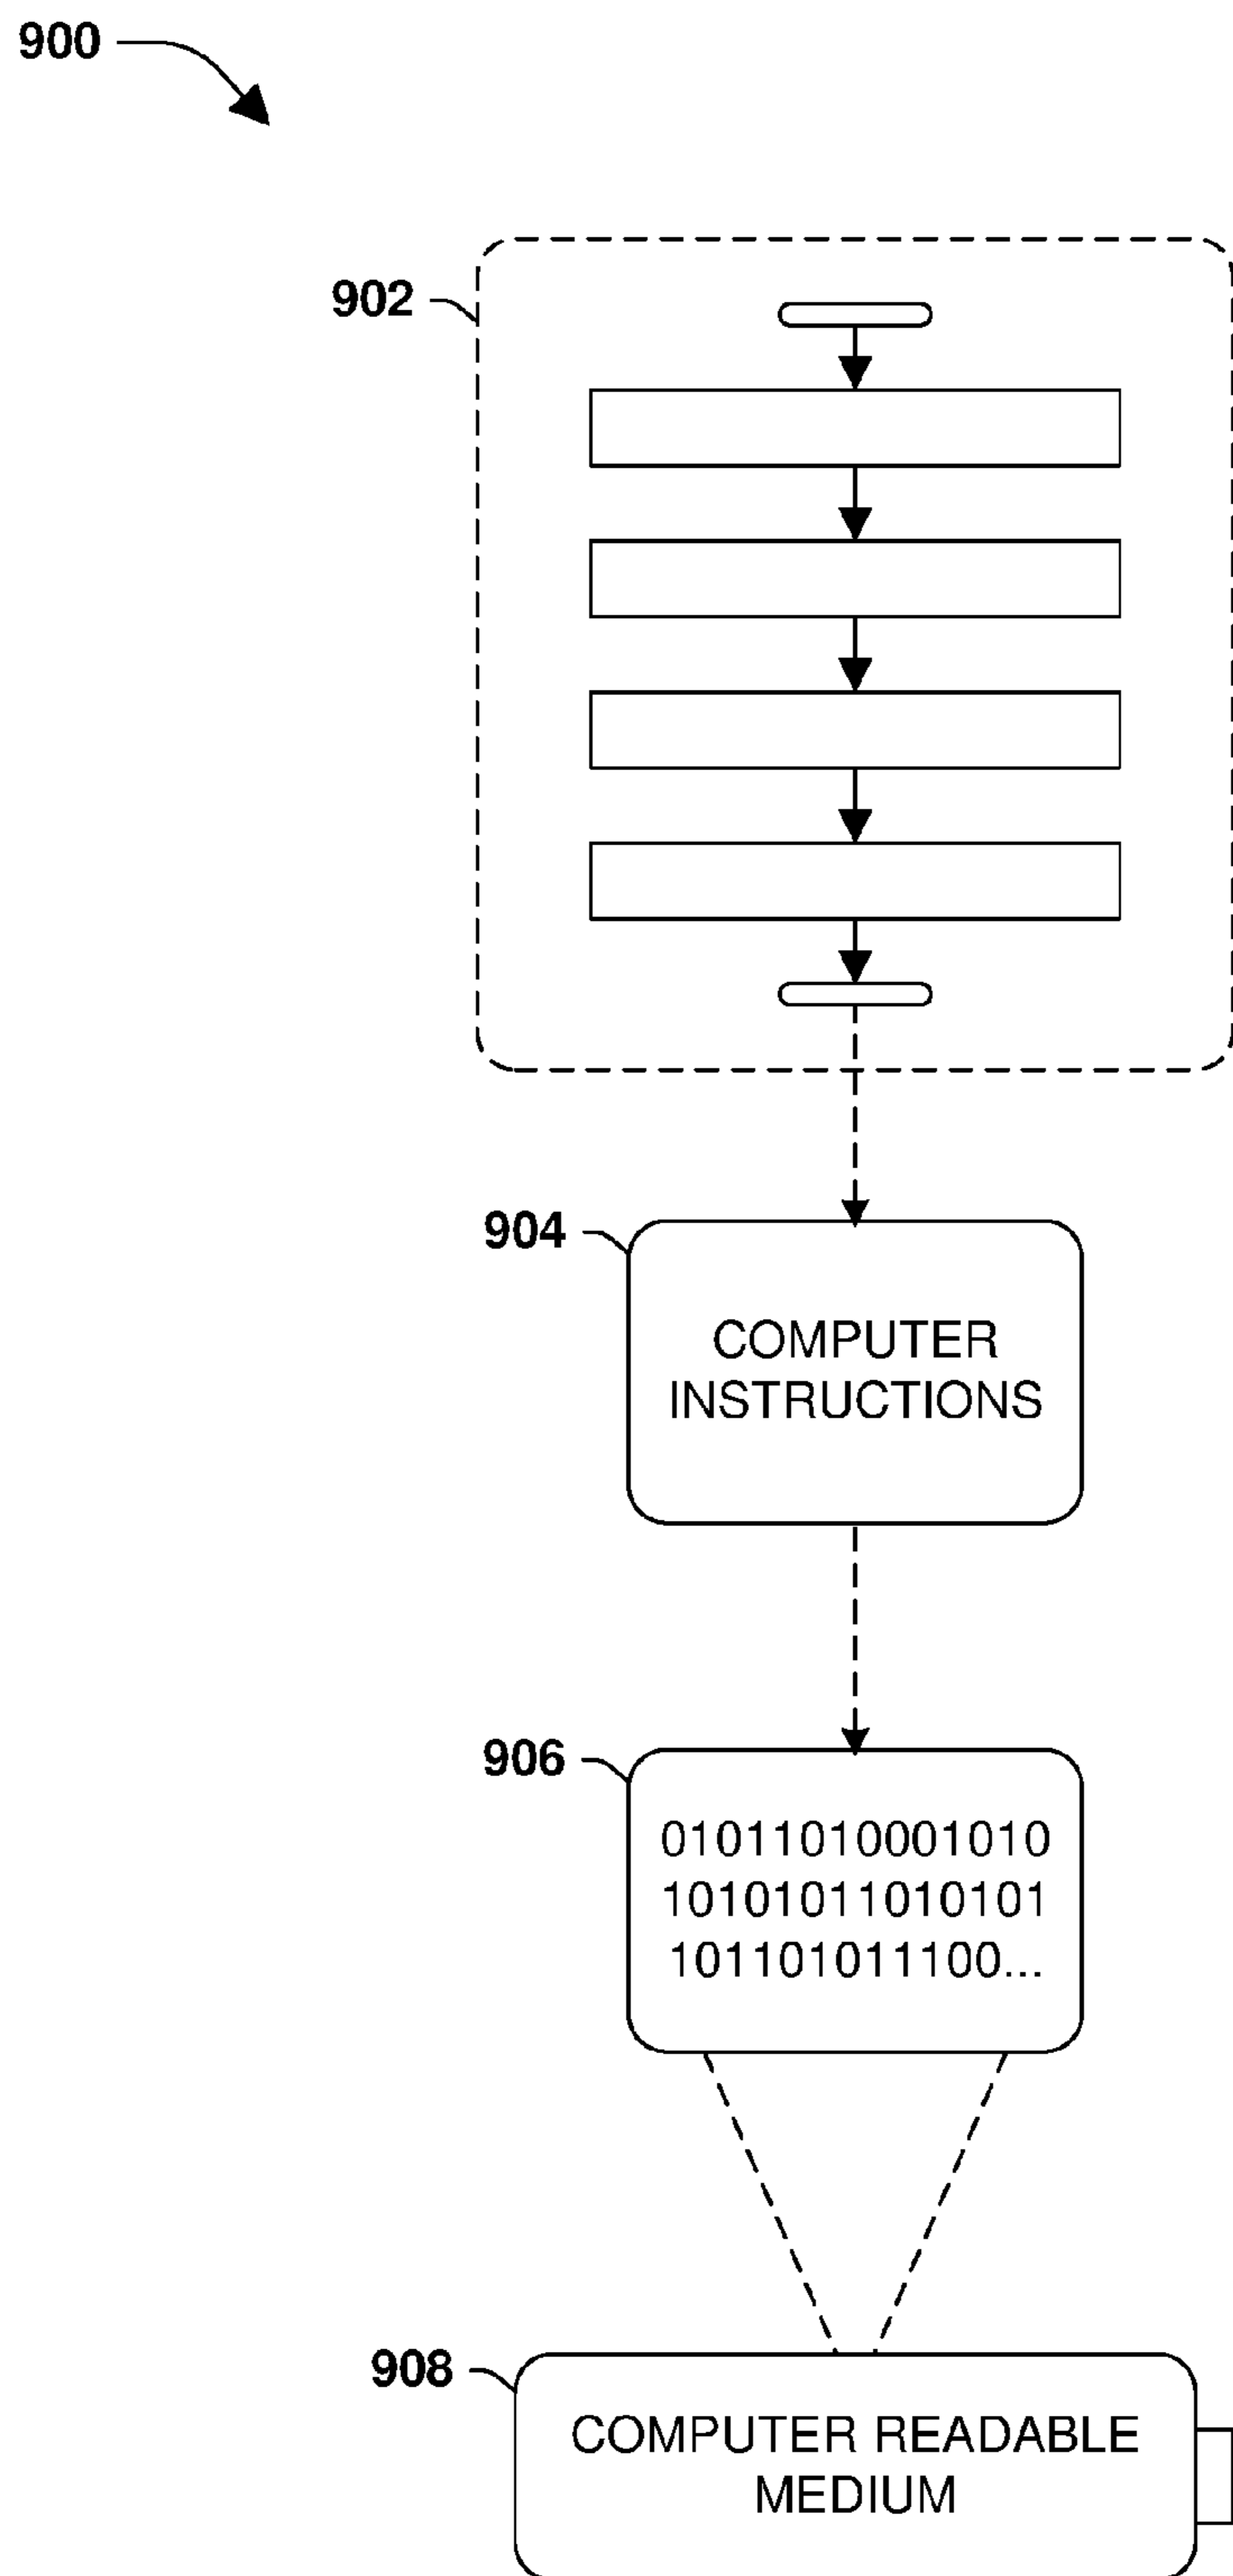 900
902
904
COMPUTER
INSTRUCTIONS
906
01011010001010
10101011010101
101101011100...
908
COMPUTER READABLE
MEDIUM